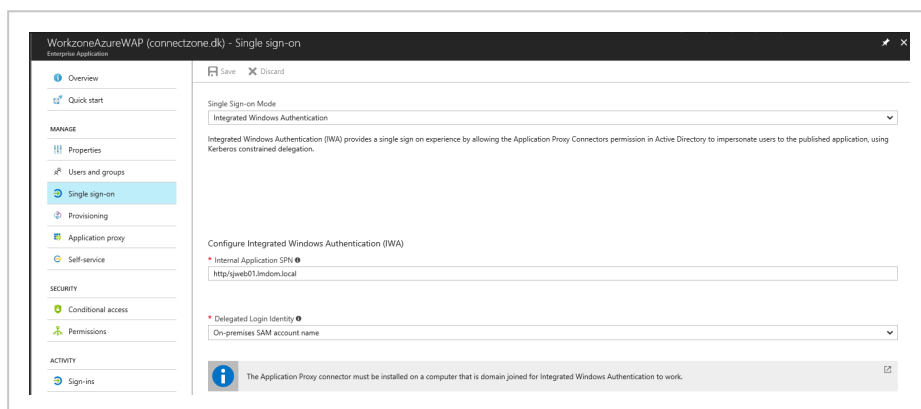 WorkzoneAzureWAP (connectzone.dk) - Single sign-on
Enterprise Application
Overview
Quick start
MANAGE
Properties
Users and groups
Single sign-on
Provisioning
Application proxy
Self-service
SECURITY
Conditional access
Permissions
ACTIVITY
Sign-ins
Save Discard
Single Sign-on Mode
Integrated Windows Authentication
Integrated Windows Authentication (IWA) provides a single sign on experience by allowing the Application Proxy Connectors permission in Active Directory to impersonate users to the published application, using
Kerberos constrained delegation.
Configure Integrated Windows Authentication (IWA)
* Internal Application SPN
http/sjweb01.lmdom.local
* Delegated Login Identity
On-premises SAM account name
The Application Proxy connector must be installed on a computer that is domain joined for Integrated Windows Authentication to work.